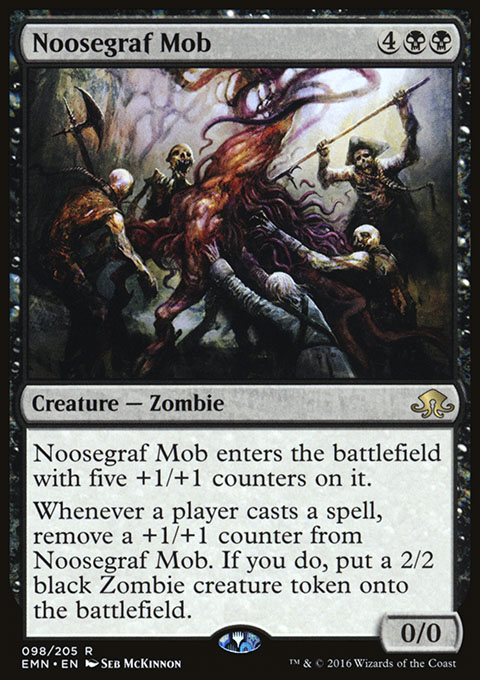 Noosegraf Mob 4
Creature — Zombie
Noosegraf Mob enters the battlefield
with five +1/+1 counters on it.
Whenever a player casts a spell,
remove a +1/+1 counter from
Noosegraf Mob. If you do, put a 2/2
black Zombie creature token onto
the battlefield.
0/0
098/205 R
EMN • EN Seb McKinnon
™ & © 2016 Wizards of the Coast